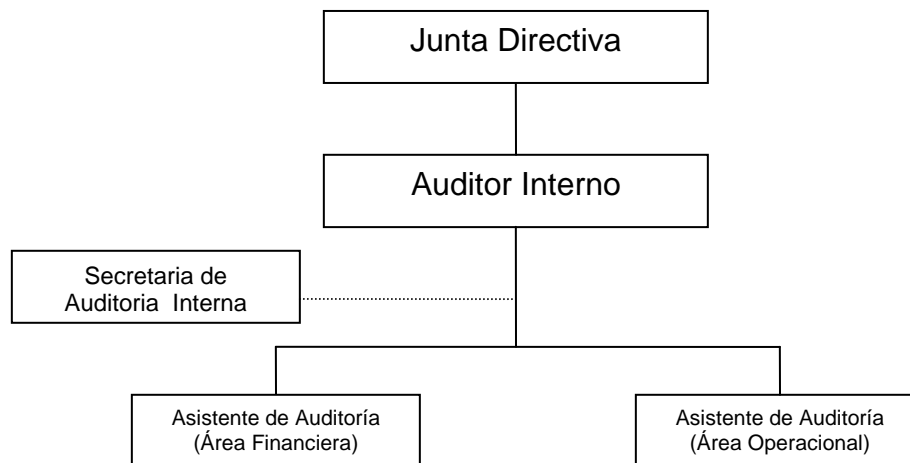 Junta Directiva
Auditor Interno
Secretaria de
Auditoria Interna
Asistente de Auditoría
(Área Financiera)
Asistente de Auditoría
(Área Operacional)